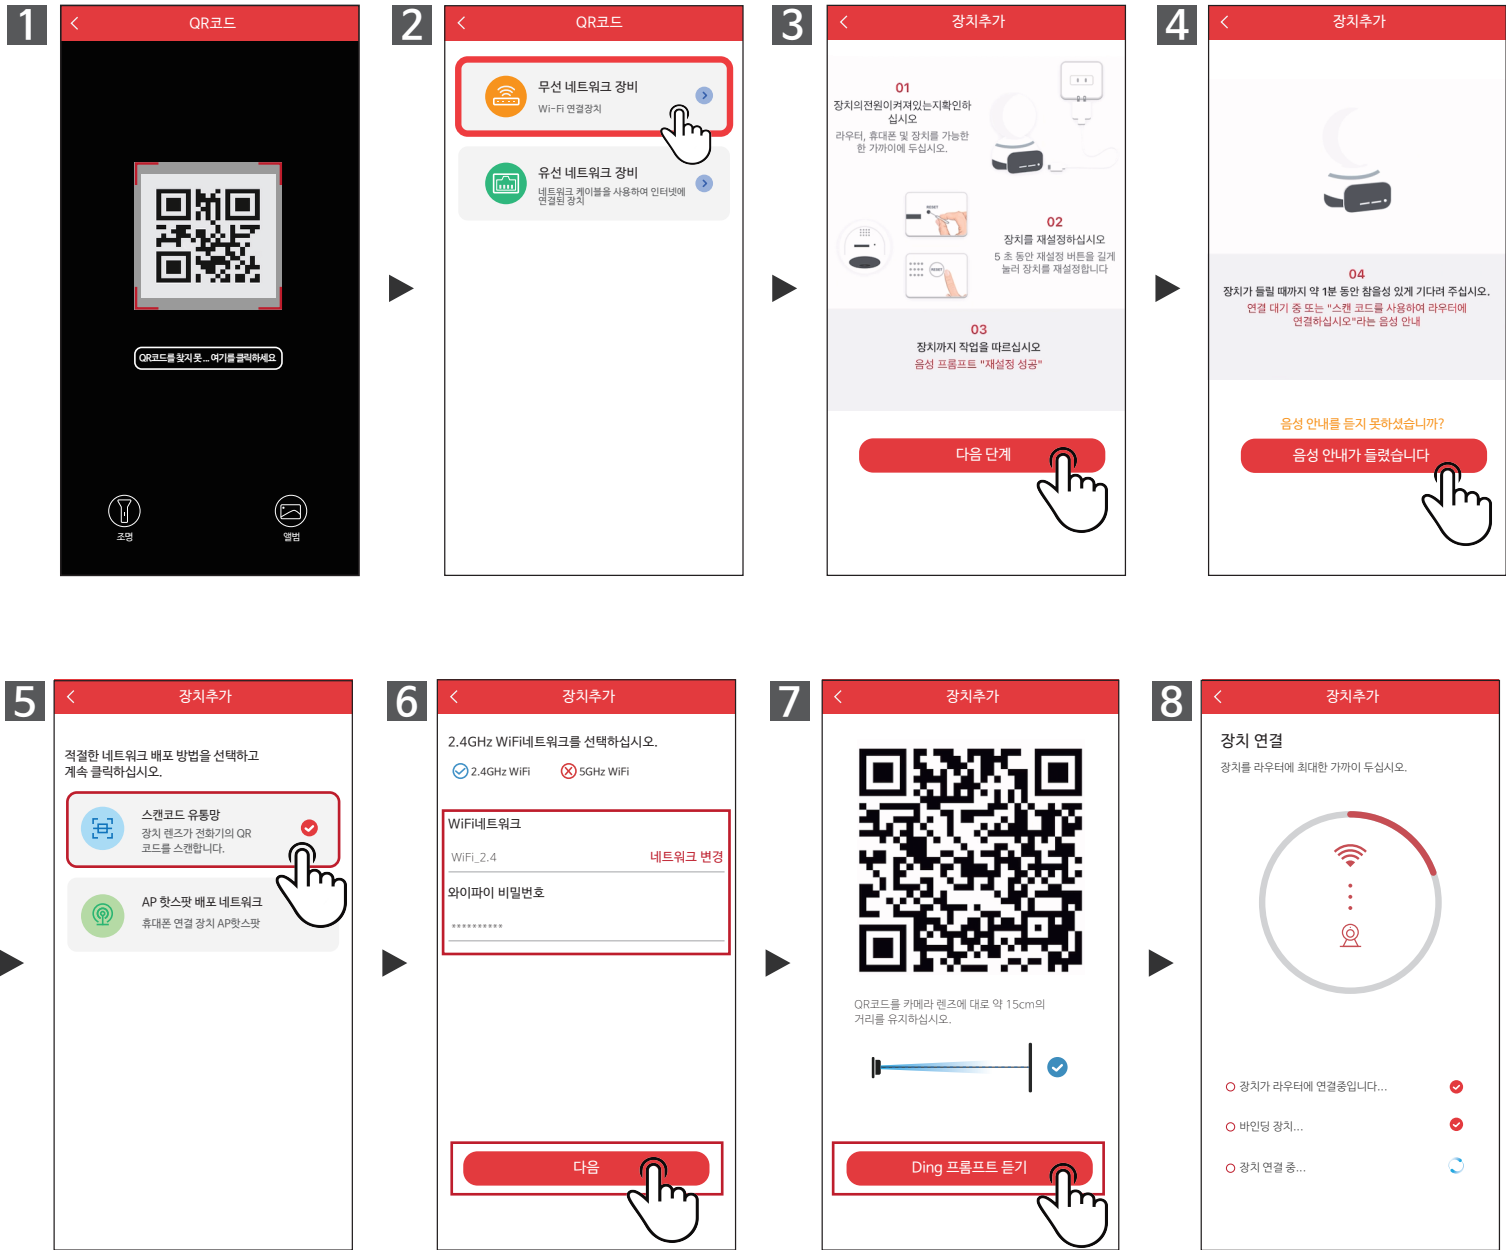 1
QR코드
QR코드를 찾지 못 ... 여기를 클릭하세요
조명
앨범
2
QR코드
무선 네트워크 장비
Wi-Fi 연결장치
유선 네트워크 장비
네트워크 케이블을 사용하여 인터넷에
연결된 장치
3
장치추가
01
장치의전원이켜져있는지확인하
십시오
라우터, 휴대폰 및 장치를 가능한
한 가까이에 두십시오.
RESET
RESET
02
장치를 재설정하십시오
5 초 동안 재설정 버튼을 길게
눌러 장치를 재설정합니다
03
장치까지 작업을 따르십시오
음성 프롬프트 "재설정 성공"
다음 단계
4
장치추가
04
장치가 들릴 때까지 약 1분 동안 참을성 있게 기다려 주십시오.
연결 대기 중 또는 "스캔 코드를 사용하여 라우터에
연결하십시오"라는 음성 안내
음성 안내를 듣지 못하셨습니까?
음성 안내가 들렸습니다
5
장치추가
적절한 네트워크 배포 방법을 선택하고
계속 클릭하십시오.
스캔코드 유통망
장치 렌즈가 전화기의 QR
코드를 스캔합니다.
AP 핫스팟 배포 네트워크
휴대폰 연결 장치 AP핫스팟
6
장치추가
2.4GHz WiFi네트워크를 선택하십시오.
2.4GHz WiFi
5GHz WiFi
WiFi네트워크
WiFi_2.4
네트워크 변경
와이파이 비밀번호
**********
다음
7
장치추가
QR코드를 카메라 렌즈에 대로 약 15cm의
거리를 유지하십시오.
Ding 프롬프트 듣기
8
장치추가
장치 연결
장치를 라우터에 최대한 가까이 두십시오.
장치가 라우터에 연결중입니다...
바인딩 장치...
장치 연결 중...